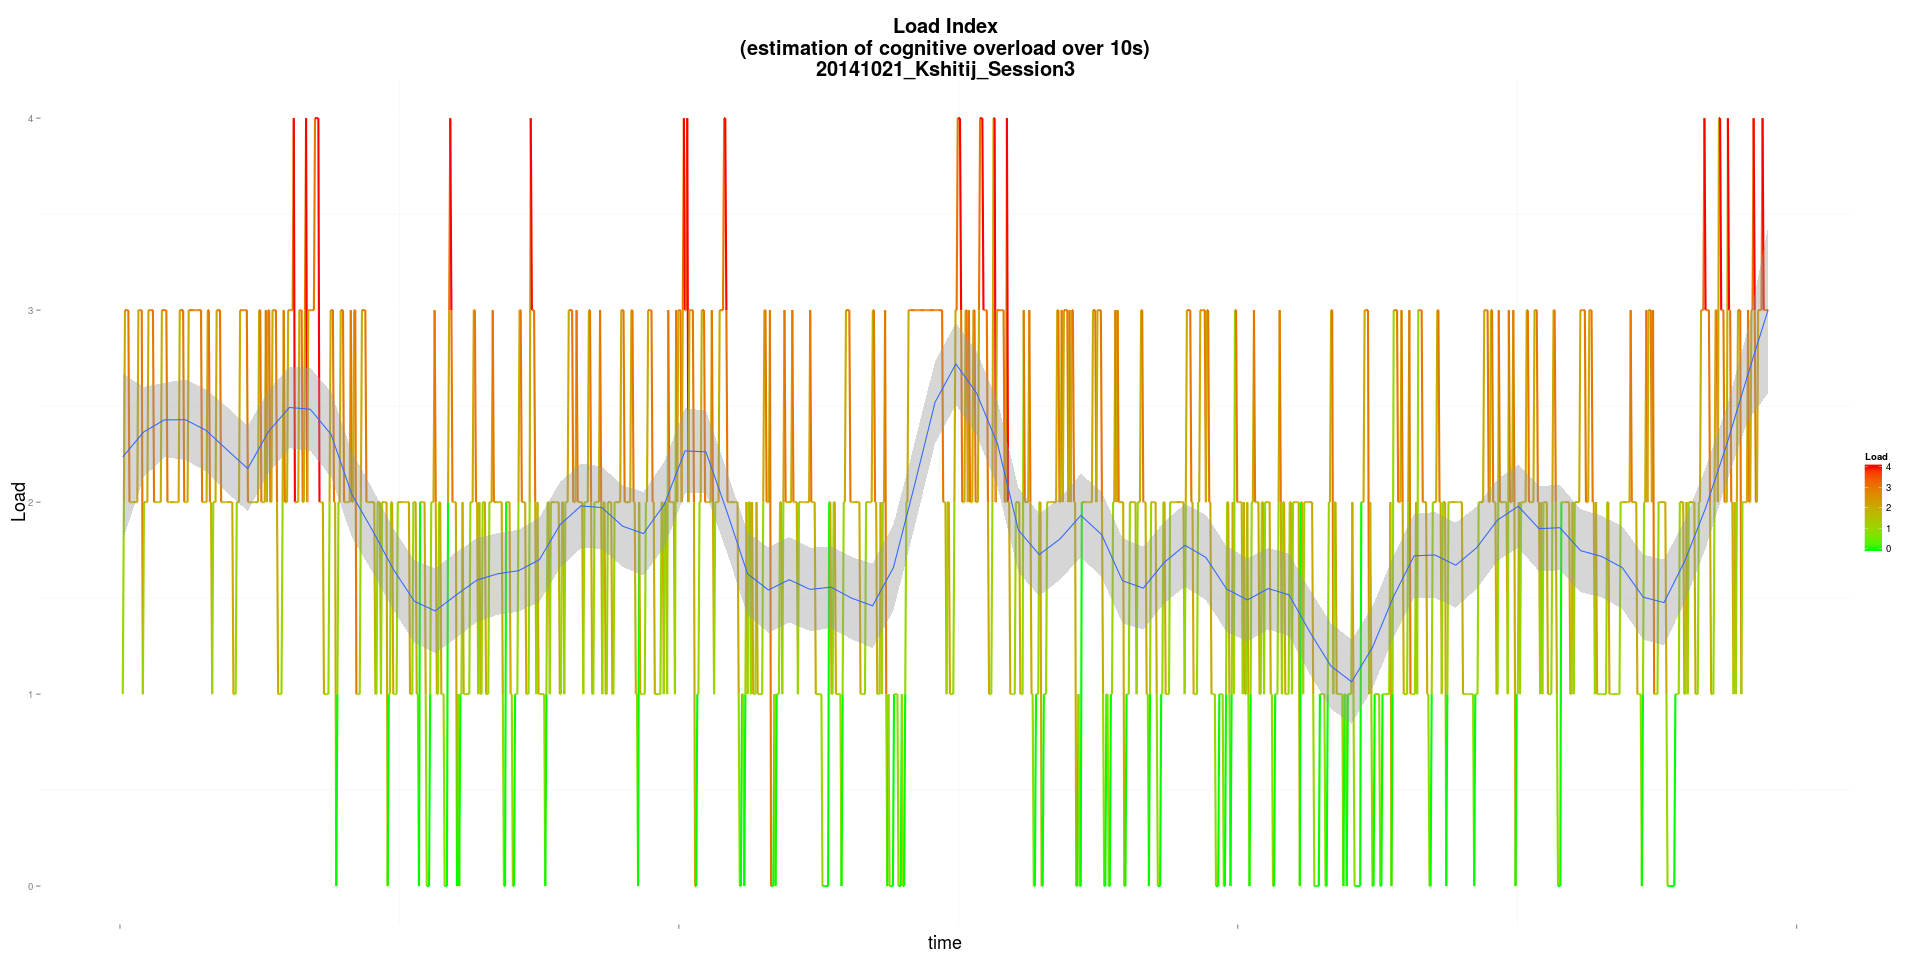 Load Index
(estimation of cognitive overload over 10s)
20141021_Kshitij_Session3
4
3
2
1
0
Load
time
Load
4
3
2
1
0